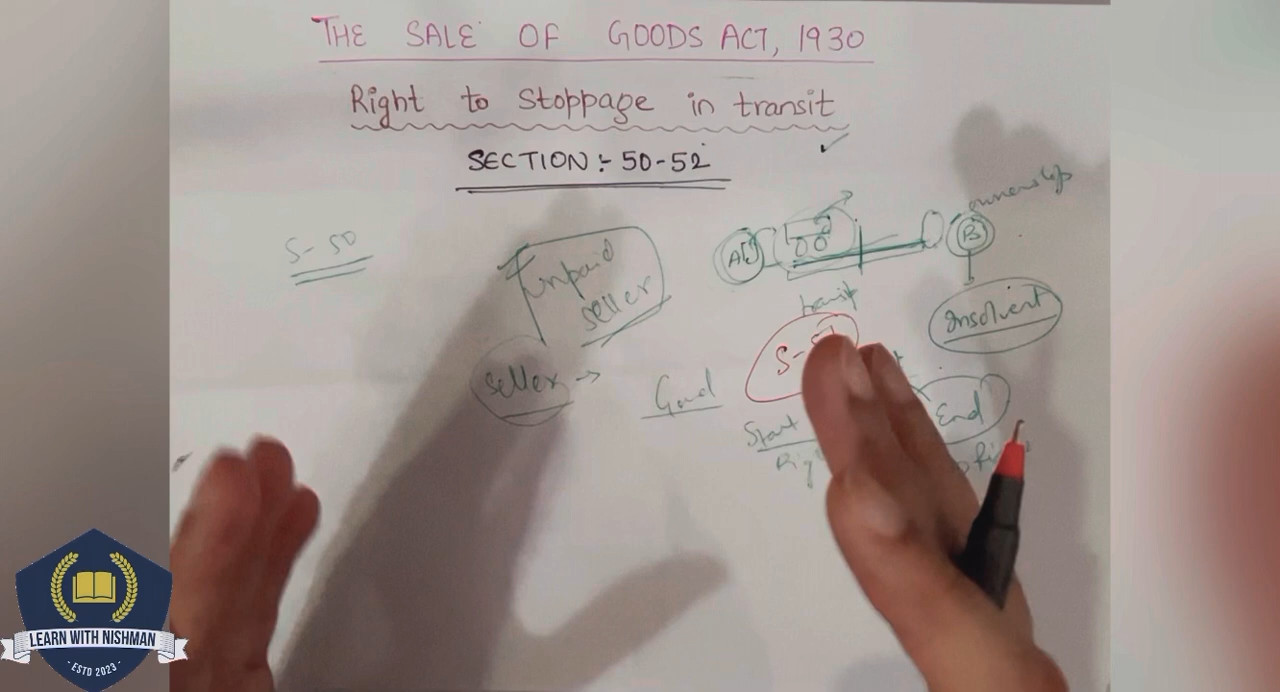 THE SALE OF GOODS ACT, 1930
Right to Stoppage in transit
SECTION:- 50-52
ownership
S-50
Unpaid
seller
A
B
transit
Insolvent
S-51
seller →
Good
Start
End
LEARN WITH NISHMAN
- ESTD 2023 -